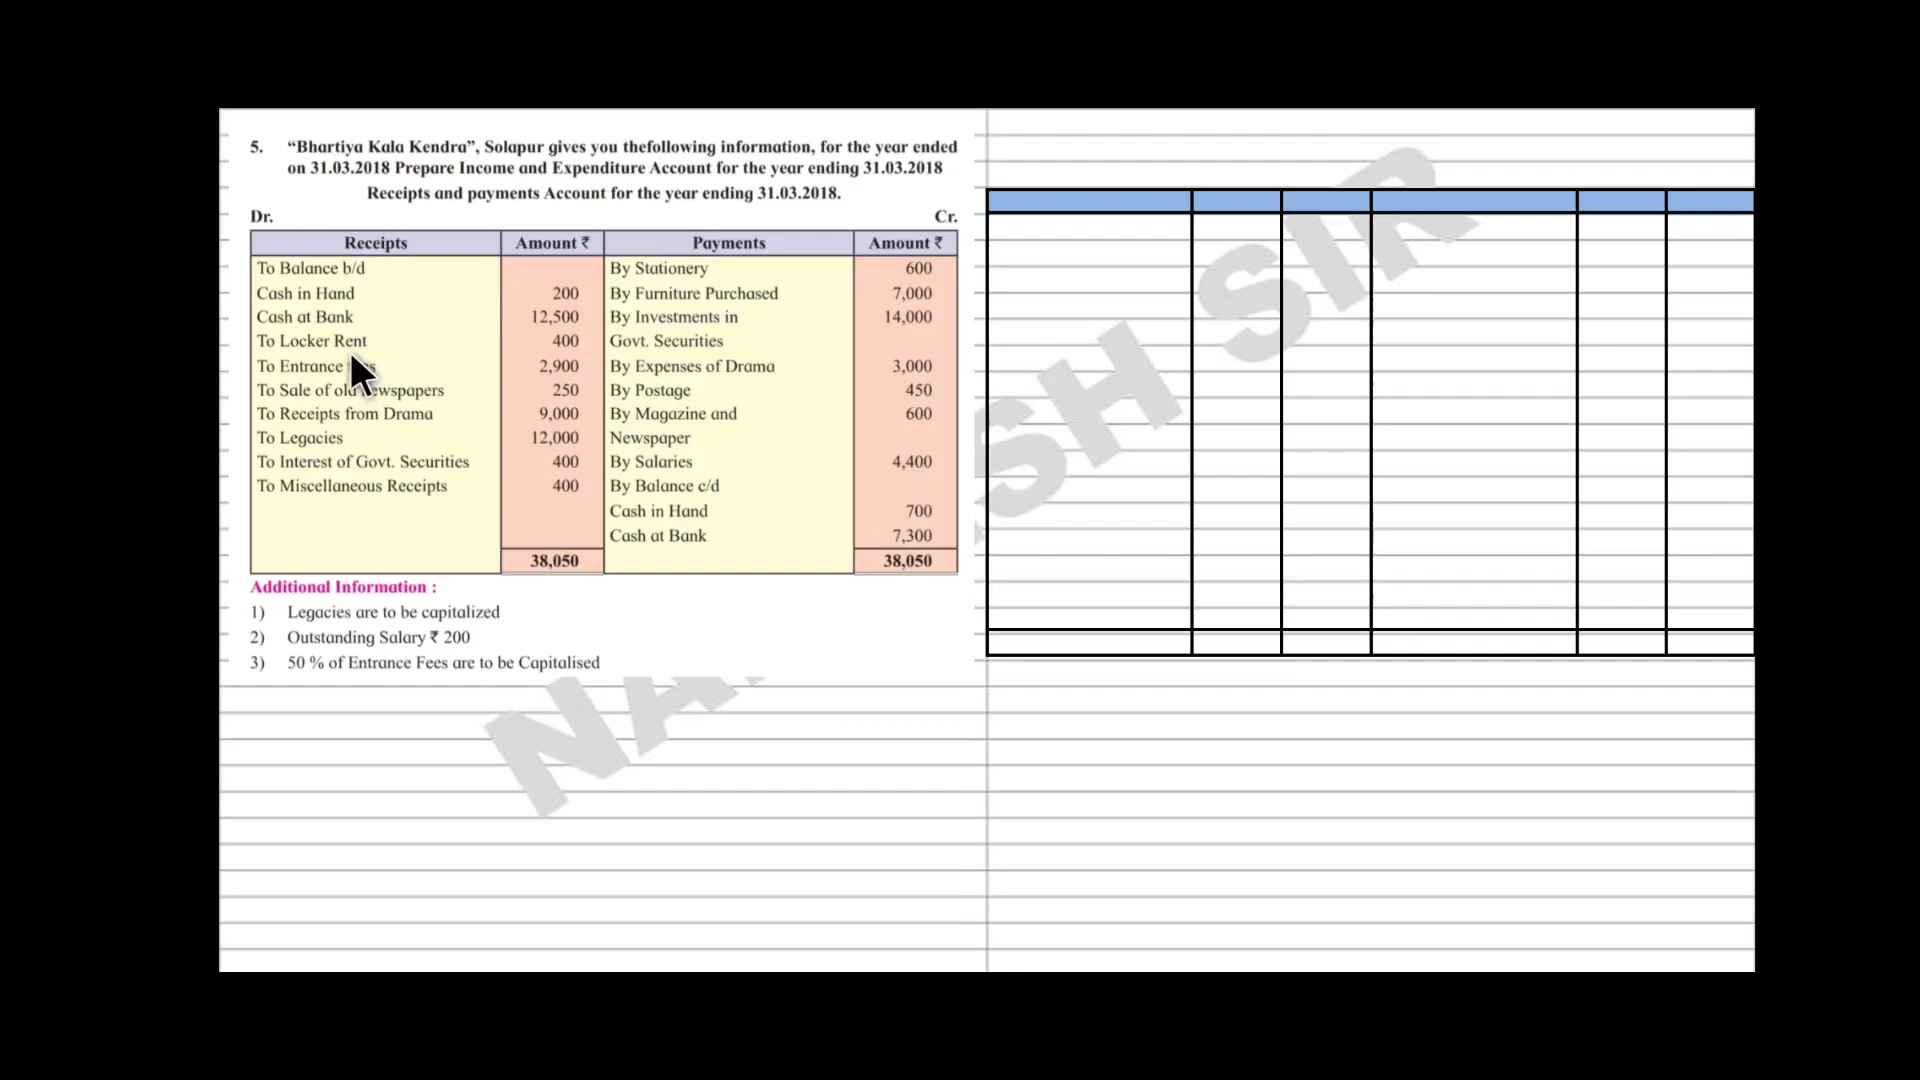 5. “Bhartiya Kala Kendra”, Solapur gives you thefollowing information, for the year ended
on 31.03.2018 Prepare Income and Expenditure Account for the year ending 31.03.2018
Receipts and payments Account for the year ending 31.03.2018.
Dr. Cr.
Receipts Amount ₹ Payments Amount ₹
To Balance b/d By Stationery 600
Cash in Hand 200 By Furniture Purchased 7,000
Cash at Bank 12,500 By Investments in 14,000
To Locker Rent 400 Govt. Securities
To Entrance 2,900 By Expenses of Drama 3,000
To Sale of old 250 By Postage 450
To Receipts from Drama 9,000 By Magazine and 600
To Legacies 12,000 Newspaper
To Interest of Govt. Securities 400 By Salaries 4,400
To Miscellaneous Receipts 400 By Balance c/d
Cash in Hand 700
Cash at Bank 7,300
38,050 38,050
Additional Information :
1) Legacies are to be capitalized
2) Outstanding Salary ₹ 200
3) 50 % of Entrance Fees are to be Capitalised
SIR